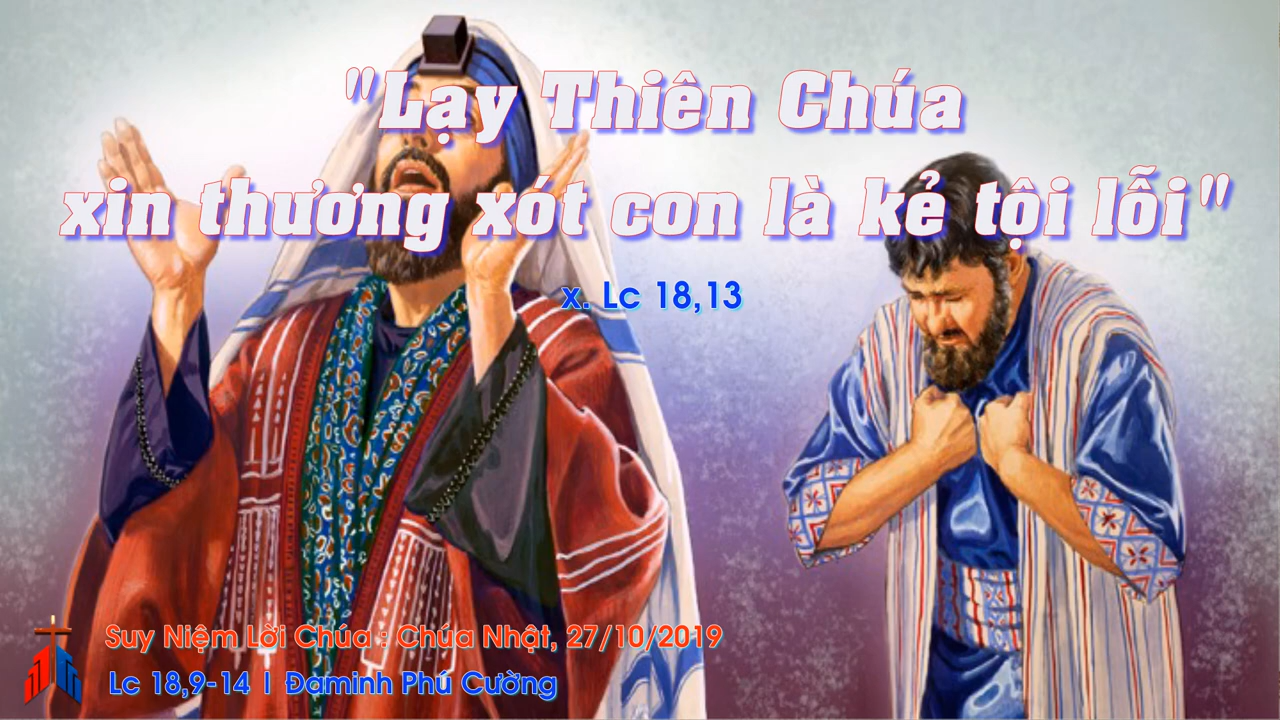 "Lạy Thiên Chúa
xin thương xót con là kẻ tội lỗi"
x. Lc 18,13
Suy Niệm Lời Chúa : Chúa Nhật, 27/10/2019
Lc 18,9-14 | Đaminh Phú Cường